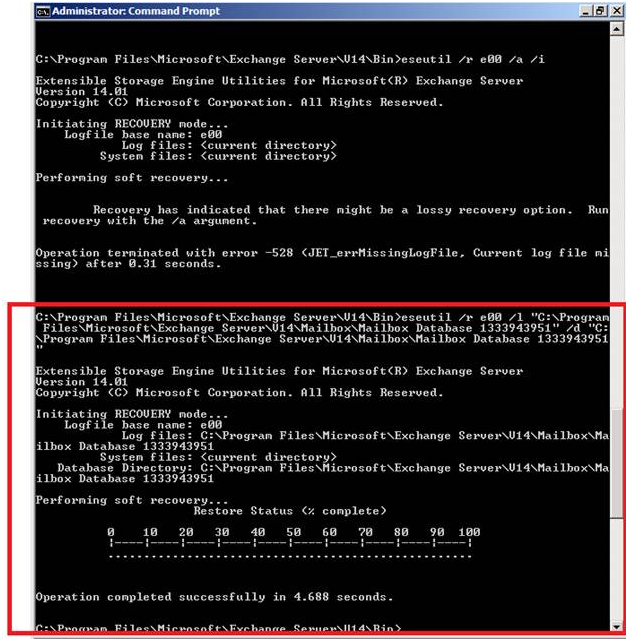 Administrator: Command Prompt
C:\Program Files\Microsoft\Exchange Server\V14\Bin>eseutil /r e00 /a /i
Extensible Storage Engine Utilities for Microsoft(R) Exchange Server
Version 14.01
Copyright (C) Microsoft Corporation. All Rights Reserved.
Initiating RECOVERY mode...
Logfile base name: e00
Log files: <current directory>
System files: <current directory>
Performing soft recovery...
Recovery has indicated that there might be a lossy recovery option.  Run
recovery with the /a argument.
Operation terminated with error -528 (JET_errMissingLogFile, Current log file mi
ssing) after 0.31 seconds.
C:\Program Files\Microsoft\Exchange Server\V14\Bin>eseutil /r e00 /l "C:\Program
Files\Microsoft\Exchange Server\V14\Mailbox\Mailbox Database 1333943951" /d "C:
\Program Files\Microsoft\Exchange Server\V14\Mailbox\Mailbox Database 1333943951
"
Extensible Storage Engine Utilities for Microsoft(R) Exchange Server
Version 14.01
Copyright (C) Microsoft Corporation. All Rights Reserved.
Initiating RECOVERY mode...
Logfile base name: e00
Log files: C:\Program Files\Microsoft\Exchange Server\V14\Mailbox\Ma
ilbox Database 1333943951
System files: <current directory>
Database Directory: C:\Program Files\Microsoft\Exchange Server\V14\Mailbox\Ma
ilbox Database 1333943951
Performing soft recovery...
Restore Status (% complete)
0    10   20   30   40   50   60   70   80   90  100
|----|----|----|----|----|----|----|----|----|----|
...................................................
Operation completed successfully in 4.688 seconds.
C:\Program Files\Microsoft\Exchange Server\V14\Bin>